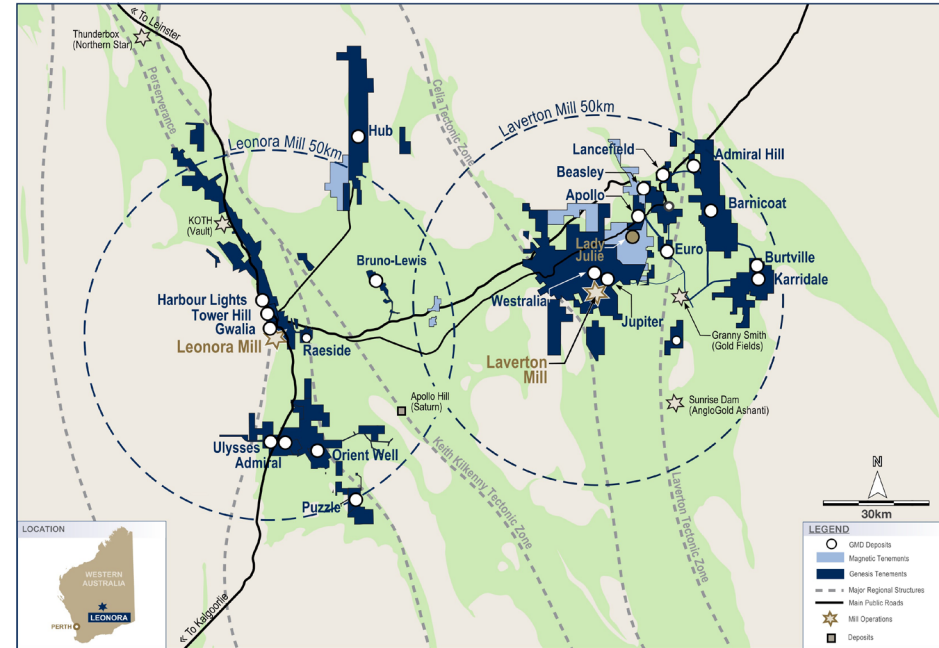 To Leinster
Thunderbox
(Northern Star)
Perserverance
Celia Tectonic Zone
Laverton Mill 50km
Leonora Mill 50km
Hub
Lancefield
Admiral Hill
Beasley
Apollo
Barnicoat
KOTH
(Vault)
Lady
Julie
Euro
Bruno-Lewis
Burtville
Karridale
Harbour Lights
Tower Hill
Gwalia
Westralia
Jupiter
Granny Smith
(Gold Fields)
Leonora Mill
Raeside
Laverton
Mill
Apollo Hill
(Saturn)
Sunrise Dam
(AngloGold Ashanti)
Ulysses
Admiral
Orient Well
Keith Kilkenny Tectonic Zone
Laverton Tectonic Zone
Puzzle
To Kalgoorlie
N
30km
LOCATION
WESTERN
AUSTRALIA
LEONORA
PERTH
LEGEND
GMD Deposits
Magnetic Tenements
Genesis Tenements
Major Regional Structures
Main Public Roads
Mill Operations
Deposits